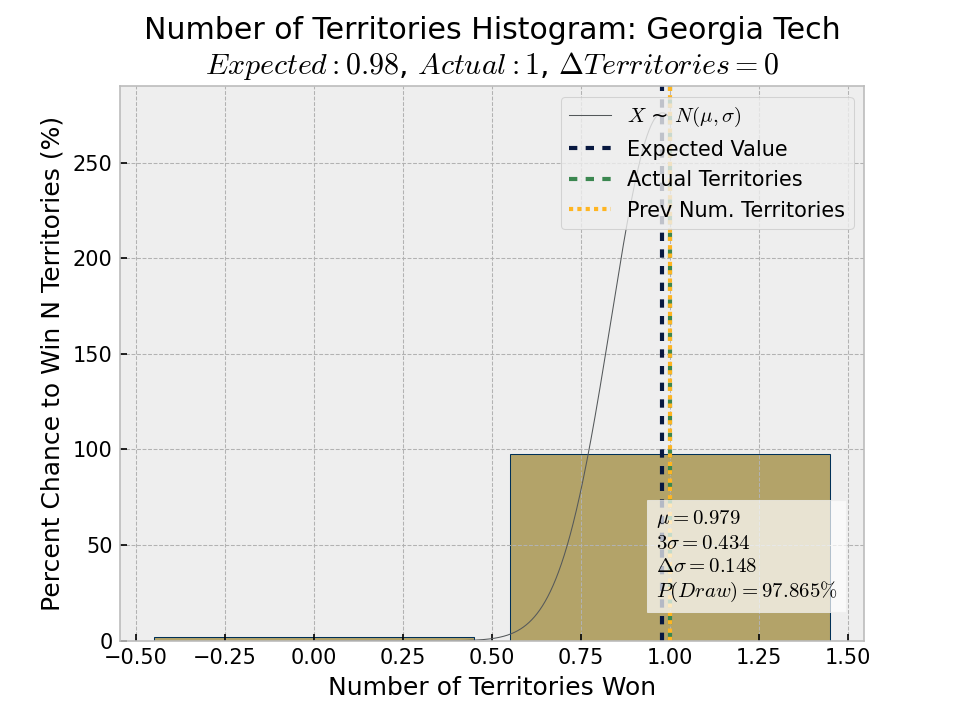 Number of Territories Histogram: Georgia Tech
Expected : 0.98, Actual : 1, ΔTerritories = 0
Percent Chance to Win N Territories (%)
250
200
150
100
50
0
X ~ N(μ, σ)
Expected Value
Actual Territories
Prev Num. Territories
μ = 0.979
3σ = 0.434
Δσ = 0.148
P(Draw) = 97.865%
−0.50 −0.25 0.00 0.25 0.50 0.75 1.00 1.25 1.50
Number of Territories Won